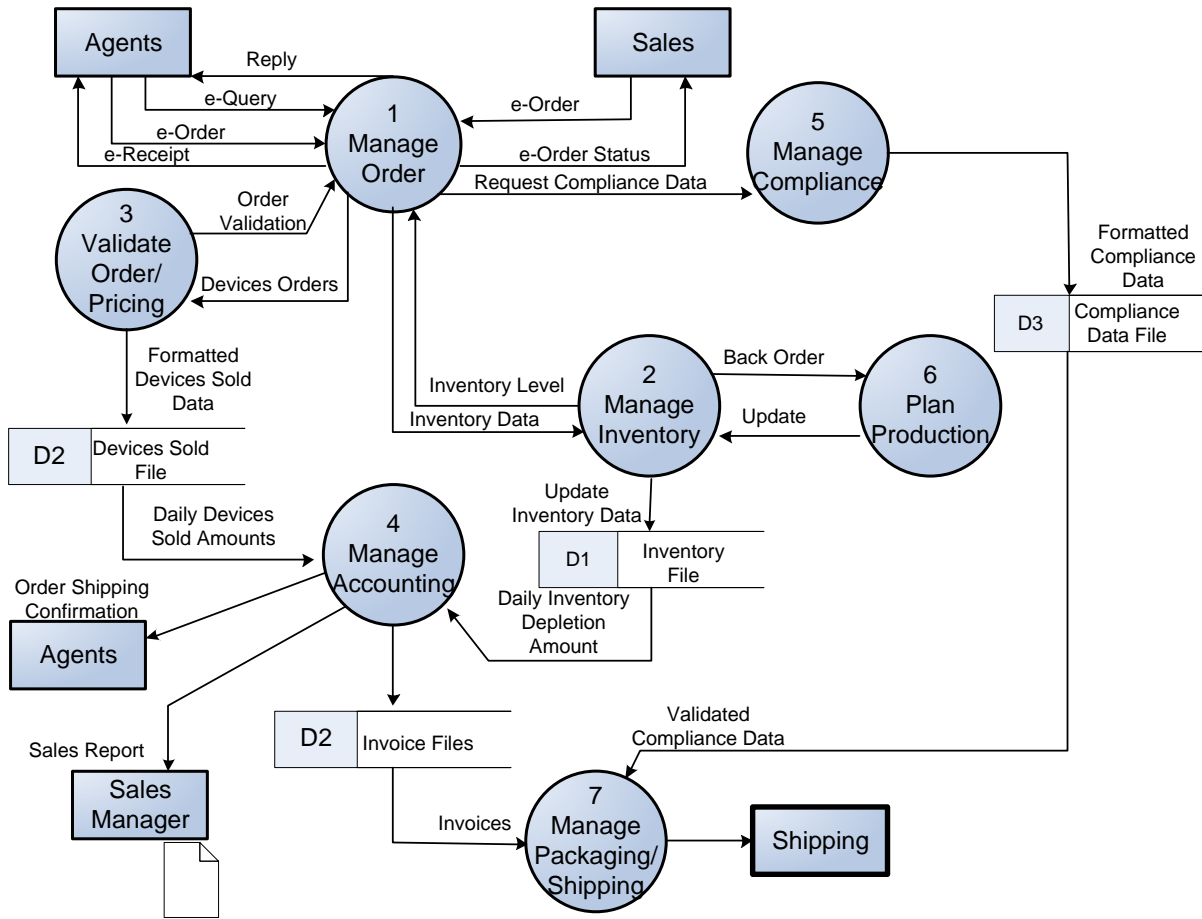 Agents
Sales
Reply
e-Query
e-Order
e-Receipt
1
Manage
Order
e-Order
e-Order Status
Request Compliance Data
5
Manage
Compliance
Order
Validation
3
Validate
Order/
Pricing
Devices Orders
Formatted
Compliance
Data
D3
Compliance
Data File
Formatted
Devices Sold
Data
Inventory Level
Inventory Data
2
Manage
Inventory
Back Order
Update
6
Plan
Production
D2
Devices Sold
File
Daily Devices
Sold Amounts
4
Manage
Accounting
Update
Inventory Data
D1
Inventory
File
Daily Inventory
Depletion
Amount
Order Shipping
Confirmation
Agents
D2
Invoice Files
Sales Report
Sales
Manager
Validated
Compliance Data
Invoices
7
Manage
Packaging/
Shipping
Shipping